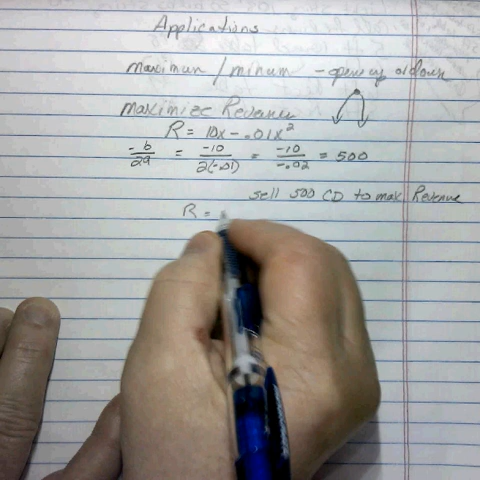 Applications
maximum / minimum - opens up or down
maximize Revenue
R = 10x - .01x²
-b/2a = -10/2(-.01) = -10/-.02 = 500
sell 500 CD to max Revenue
R =